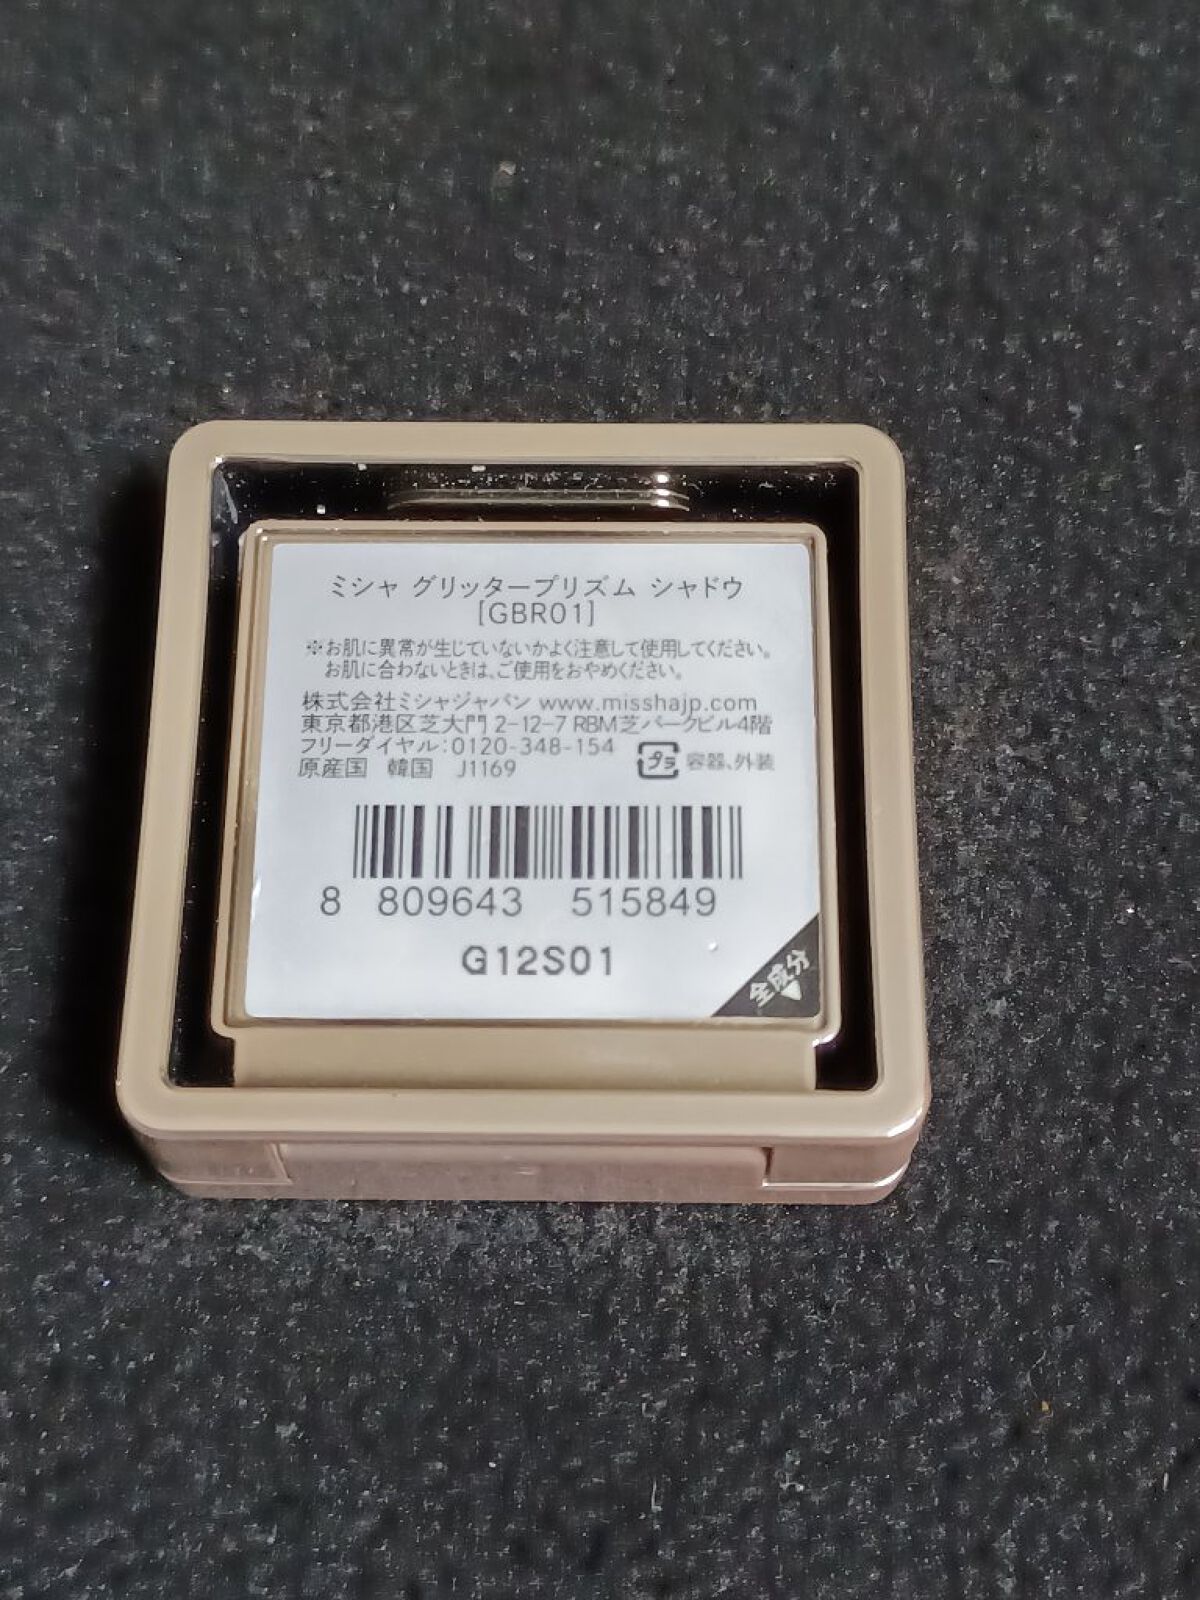 ミシャ グリッタープリズム シャドウ
[GBR01]
※お肌に異常が生じていないかよく注意して使用してください。
お肌に合わないときは、ご使用をおやめください。
株式会社ミシャジャパン www.misshajp.com
東京都港区芝大門 2-12-7 RBM芝パークビル4階
フリーダイヤル:0120-348-154
プラ 容器、外装
原産国 韓国 J1169
8 809643 515849
G12S01
全成分